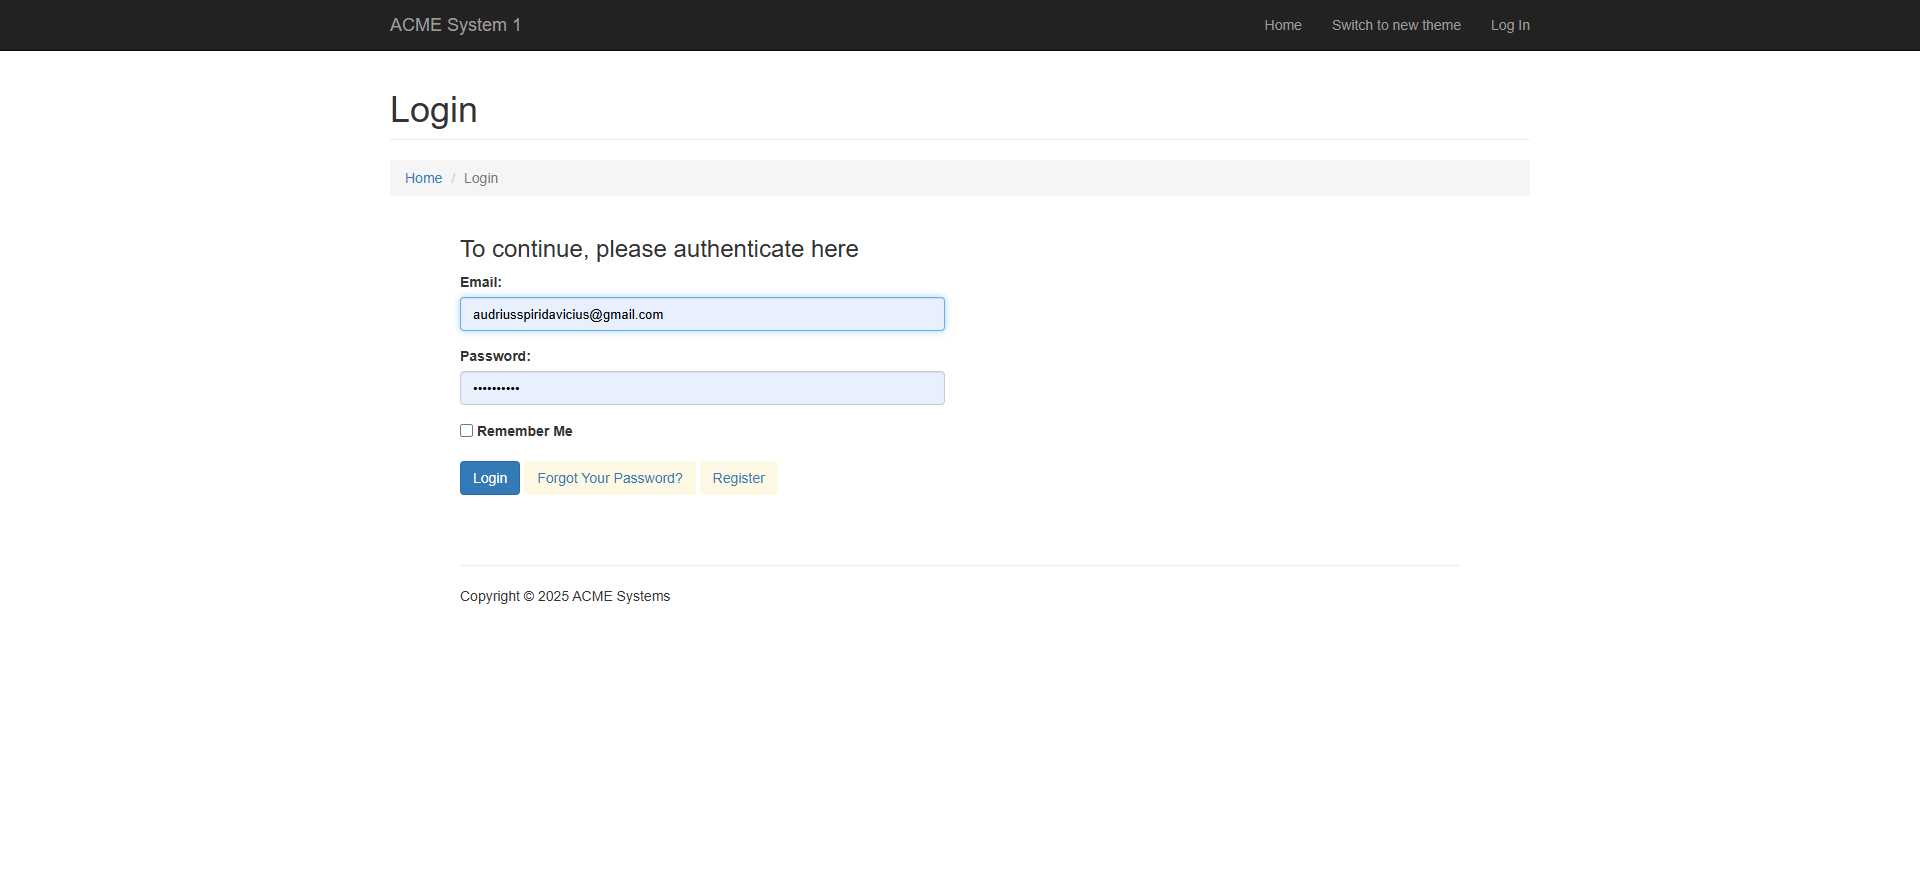 ACME System 1 Home Switch to new theme Log In
Login
Home / Login
To continue, please authenticate here
Email:
audriusspiridavicius@gmail.com
Password:
••••••••••
Remember Me
Login Forgot Your Password? Register
Copyright © 2025 ACME Systems